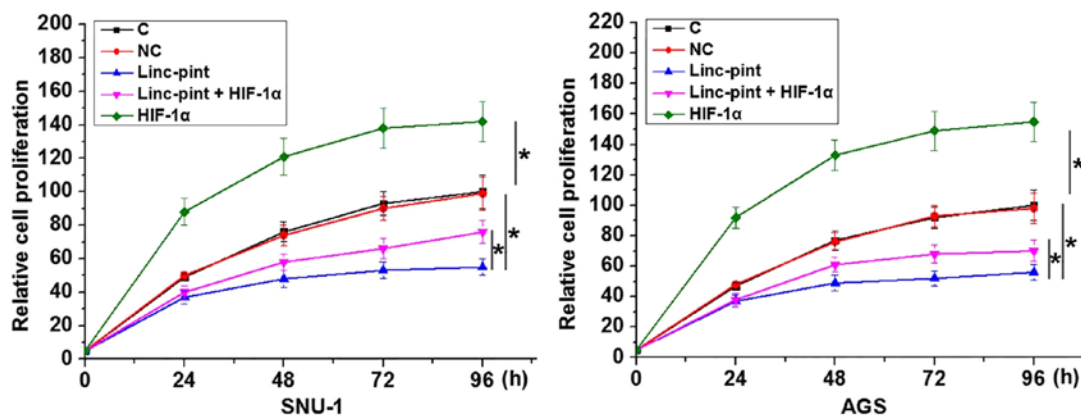 Relative cell proliferation
200
180
160
140
120
100
80
60
40
20
0
C
NC
Linc-pint
Linc-pint + HIF-1α
HIF-1α
*
*
*
0 24 48 72 96 (h)
SNU-1
Relative cell proliferation
220
200
180
160
140
120
100
80
60
40
20
0
C
NC
Linc-pint
Linc-pint + HIF-1α
HIF-1α
*
*
*
0 24 48 72 96 (h)
AGS